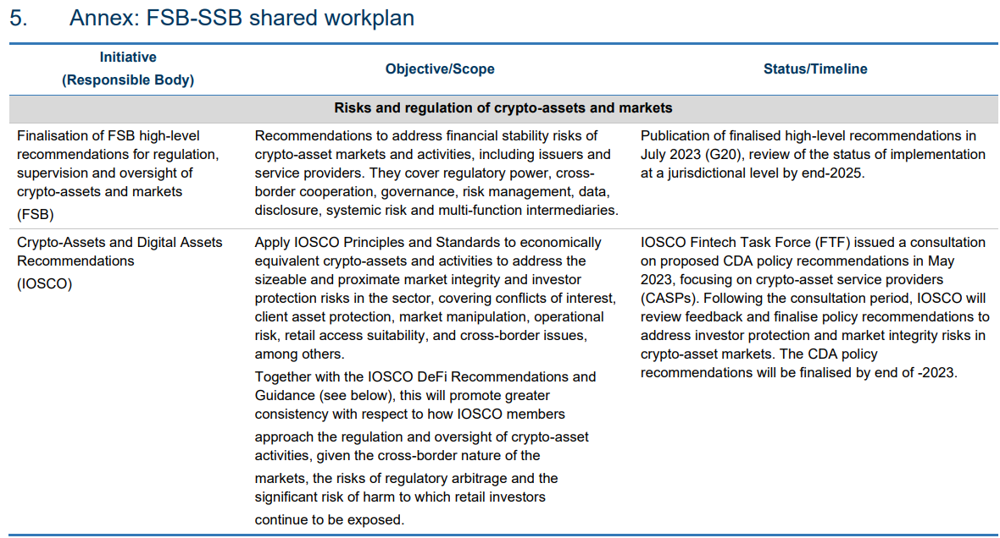 5. Annex: FSB-SSB shared workplan
Initiative
(Responsible Body)
Objective/Scope
Status/Timeline
Risks and regulation of crypto-assets and markets
Finalisation of FSB high-level
recommendations for regulation,
supervision and oversight of
crypto-assets and markets
(FSB)
Recommendations to address financial stability risks of
crypto-asset markets and activities, including issuers and
service providers. They cover regulatory power, cross-
border cooperation, governance, risk management, data,
disclosure, systemic risk and multi-function intermediaries.
Publication of finalised high-level recommendations in
July 2023 (G20), review of the status of implementation
at a jurisdictional level by end-2025.
Crypto-Assets and Digital Assets
Recommendations
(IOSCO)
Apply IOSCO Principles and Standards to economically
equivalent crypto-assets and activities to address the
sizeable and proximate market integrity and investor
protection risks in the sector, covering conflicts of interest,
client asset protection, market manipulation, operational
risk, retail access suitability, and cross-border issues,
among others.
Together with the IOSCO DeFi Recommendations and
Guidance (see below), this will promote greater
consistency with respect to how IOSCO members
approach the regulation and oversight of crypto-asset
activities, given the cross-border nature of the
markets, the risks of regulatory arbitrage and the
significant risk of harm to which retail investors
continue to be exposed.
IOSCO Fintech Task Force (FTF) issued a consultation
on proposed CDA policy recommendations in May
2023, focusing on crypto-asset service providers
(CASPs). Following the consultation period, IOSCO will
review feedback and finalise policy recommendations to
address investor protection and market integrity risks in
crypto-asset markets. The CDA policy
recommendations will be finalised by end of -2023.